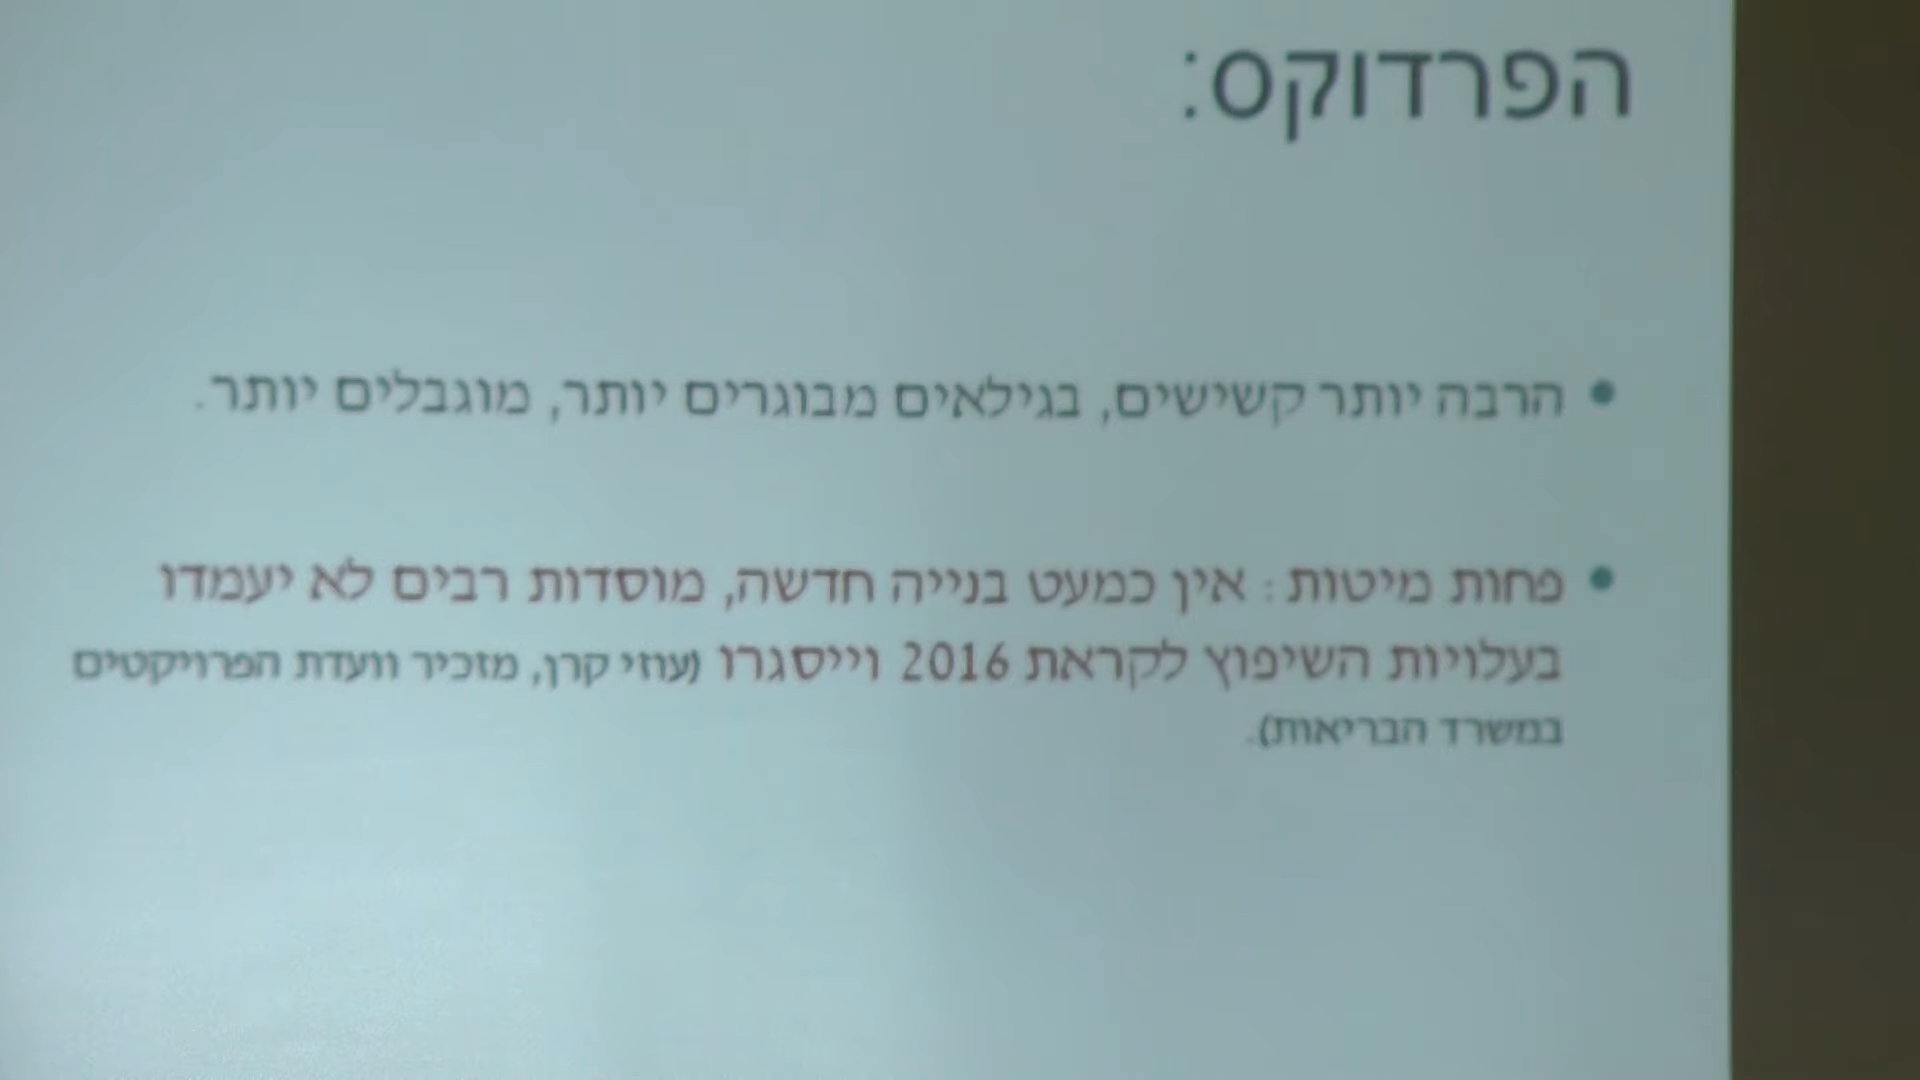 הפרדוקס:
• הרבה יותר קשישים, בגילאים מבוגרים יותר, מוגבלים יותר.
• פחות מיטות : אין כמעט בנייה חדשה, מוסדות רבים לא יעמדו
בעלויות השיפוץ לקראת 2016 וייסגרו (עוזי קרן, מזכיר וועדת הפרויקטים
במשרד הבריאות).